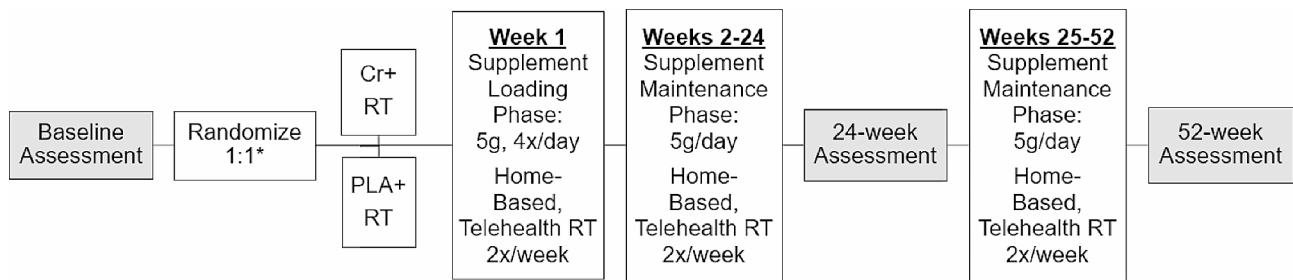 Baseline
Assessment
Randomize
1:1*
Cr+
RT
PLA+
RT
Week 1
Supplement
Loading
Phase:
5g, 4x/day
Home-
Based,
Telehealth RT
2x/week
Weeks 2-24
Supplement
Maintenance
Phase:
5g/day
Home-
Based,
Telehealth RT
2x/week
24-week
Assessment
Weeks 25-52
Supplement
Maintenance
Phase:
5g/day
Home-
Based,
Telehealth RT
2x/week
52-week
Assessment